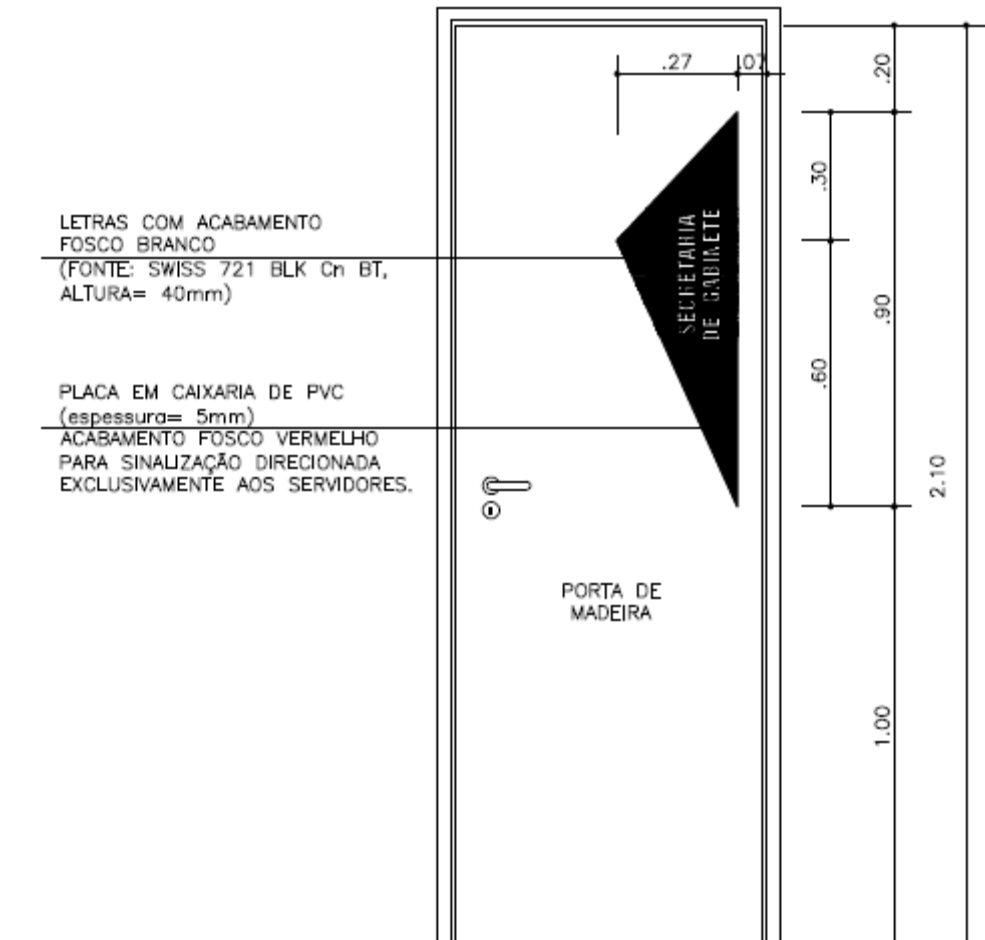 .27
.07
.20
.30
LETRAS COM ACABAMENTO
FOSCO BRANCO
(FONTE: SWISS 721 BLK Cn BT,
ALTURA= 40mm)
SECRETARIA
DE GABINETE
.90
.60
PLACA EM CAIXARIA DE PVC
(espessura= 5mm)
ACABAMENTO FOSCO VERMELHO
PARA SINALIZAÇÃO DIRECIONADA
EXCLUSIVAMENTE AOS SERVIDORES.
2.10
PORTA DE
MADEIRA
1.00